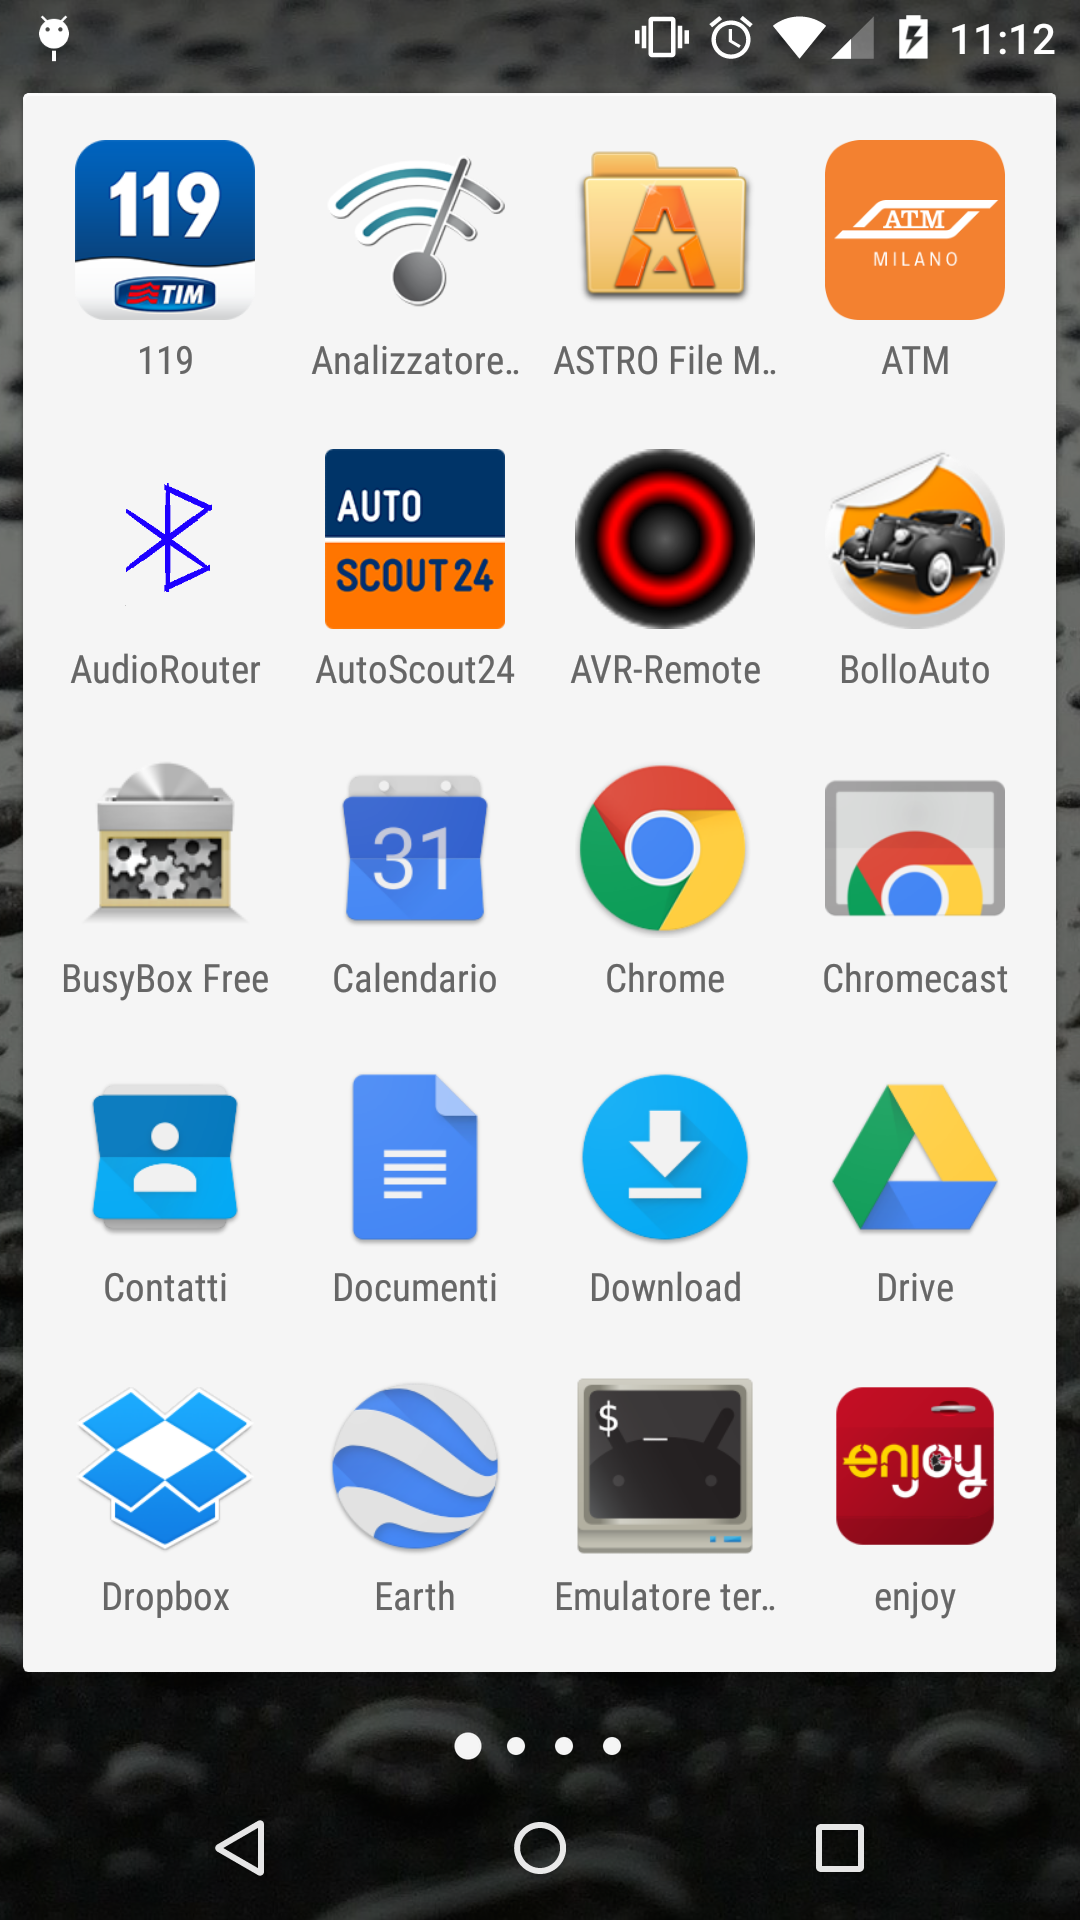 11:12
119
TIM
ATM
MILANO
119
Analizzatore..
ASTRO File M..
ATM
AUTO
SCOUT24
AudioRouter
AutoScout24
AVR-Remote
BolloAuto
31
BusyBox Free
Calendario
Chrome
Chromecast
Contatti
Documenti
Download
Drive
$ _
enjoy
Dropbox
Earth
Emulatore ter..
enjoy